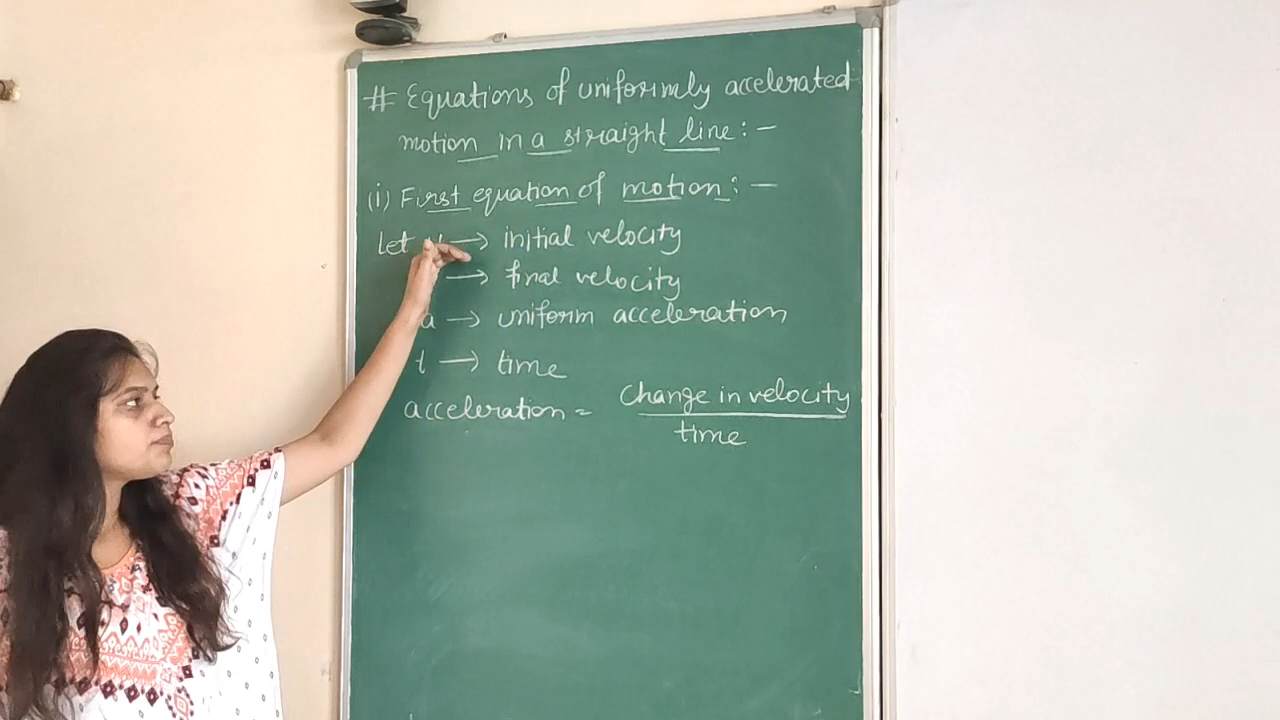 # Equations of uniformly accelerated
motion in a straight line : -
(i) First equation of motion : -
Let u → initial velocity
→ final velocity
a → uniform acceleration
t → time
acceleration = change in velocity
time